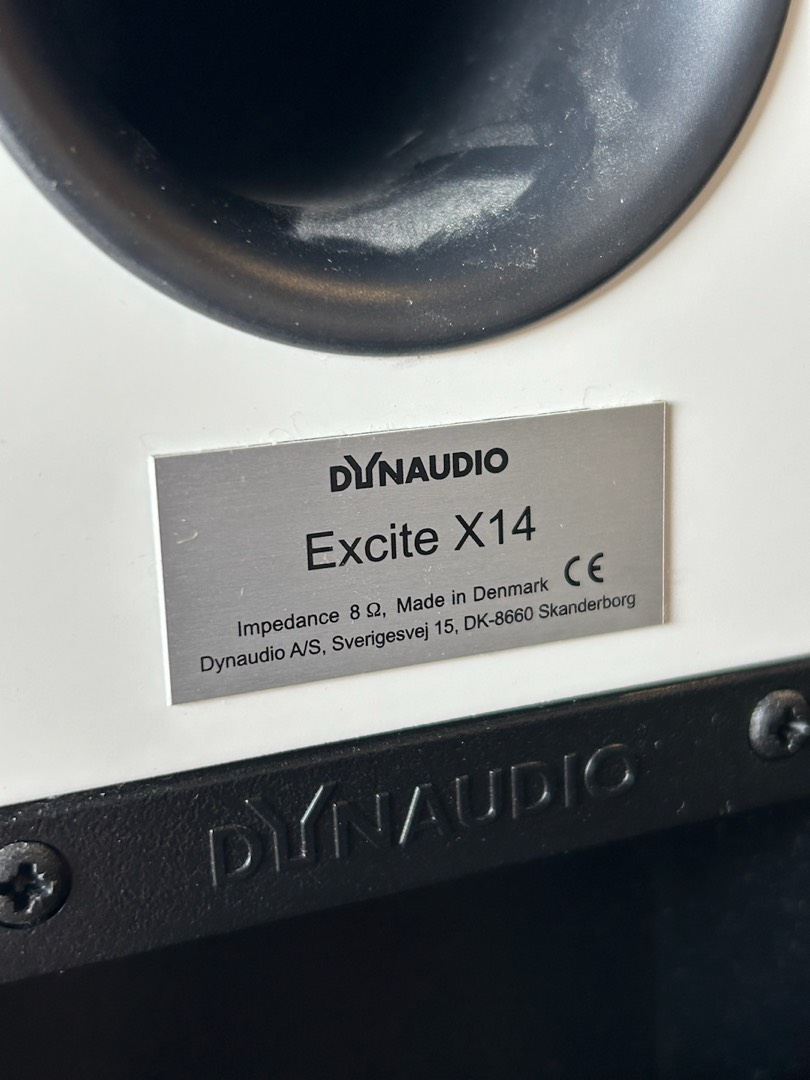 DYNAUDIO
Excite X14
CE
Impedance 8 Ω, Made in Denmark
Dynaudio A/S, Sverigesvej 15, DK-8660 Skanderborg
DYNAUDIO